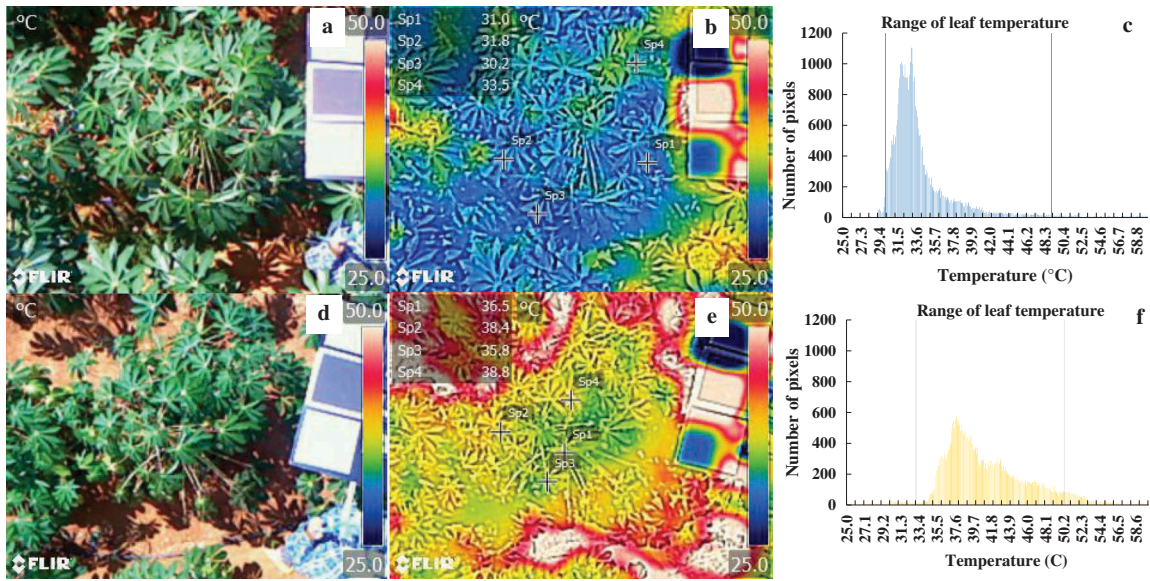 °C
a
50.0
FLIR
25.0
Sp1 31.0
Sp2 31.8
Sp3 30.2
Sp4 33.5
°C
b
50.0
Sp4
Sp2
Sp1
Sp3
FLIR
25.0
Range of leaf temperature
c
Number of pixels
1200
1000
800
600
400
200
0
25.0 27.3 29.4 31.5 33.6 35.7 37.8 39.9 42.0 44.1 46.2 48.3 50.4 52.5 54.6 56.7 58.8
Temperature (°C)
°C
d
50.0
FLIR
25.0
Sp1 36.5
Sp2 38.4
Sp3 35.8
Sp4 38.8
°C
e
50.0
Sp4
Sp2
Sp1
Sp3
FLIR
25.0
Range of leaf temperature
f
Number of pixels
1200
1000
800
600
400
200
0
25.0 27.1 29.2 31.3 33.4 35.5 37.6 39.7 41.8 43.9 46.0 48.1 50.2 52.3 54.4 56.5 58.6
Temperature (C)